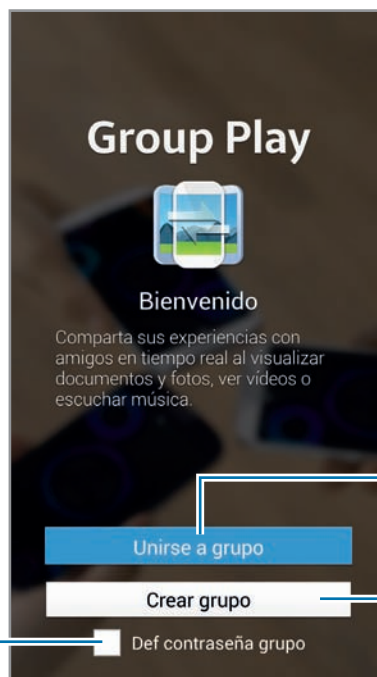 Group Play
Bienvenido
Comparta sus experiencias con
amigos en tiempo real al visualizar
documentos y fotos, ver vídeos o
escuchar música.
Unirse a grupo
Crear grupo
Def contraseña grupo